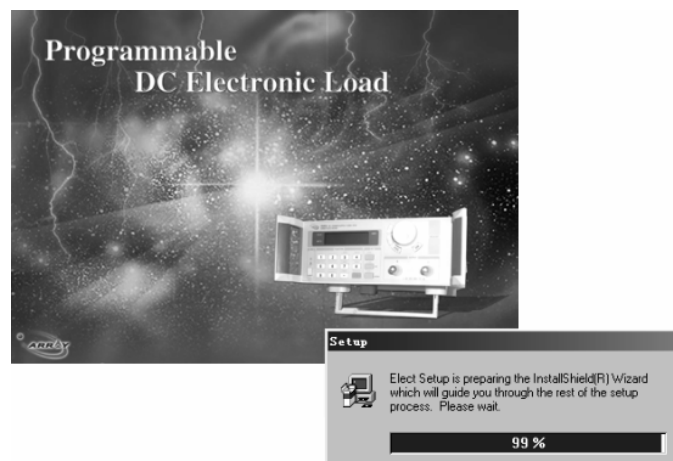 Programmable
DC Electronic Load
ARRAY
Setup
Elect Setup is preparing the InstallShield(R) Wizard
which will guide you through the rest of the setup
process. Please wait.
99 %